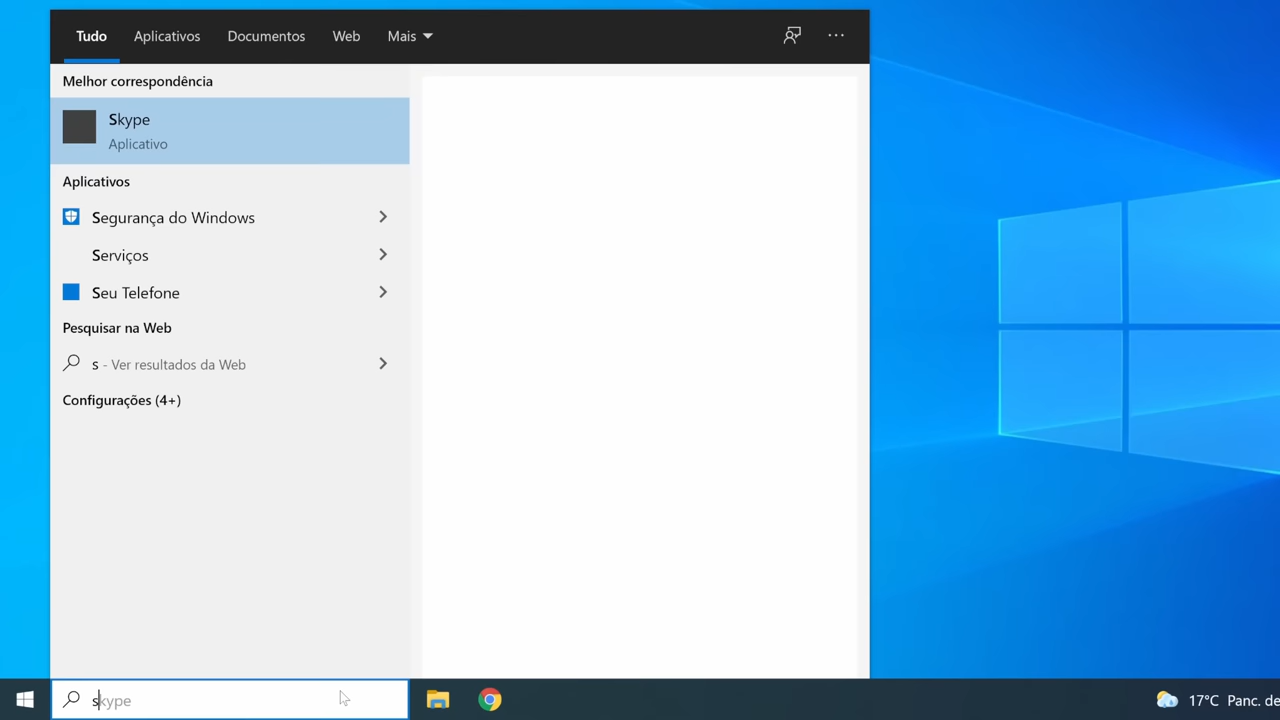 Tudo Aplicativos Documentos Web Mais
Melhor correspondência
Skype
Aplicativo
Aplicativos
Segurança do Windows
Serviços
Seu Telefone
Pesquisar na Web
s - Ver resultados da Web
Configurações (4+)
skype
17°C Panc. de